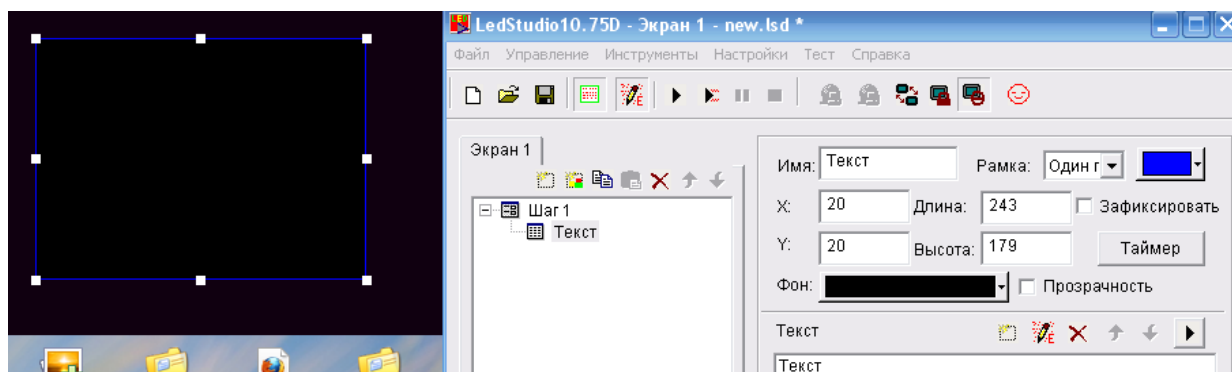 LedStudio10.75D - Экран 1 - new.lsd *
Файл Управление Инструменты Настройки Тест Справка
Экран 1
Шаг 1
Текст
Имя: Текст Рамка: Один г
X: 20 Длина: 243 Зафиксировать
Y: 20 Высота: 179 Таймер
Фон: Прозрачность
Текст
Текст